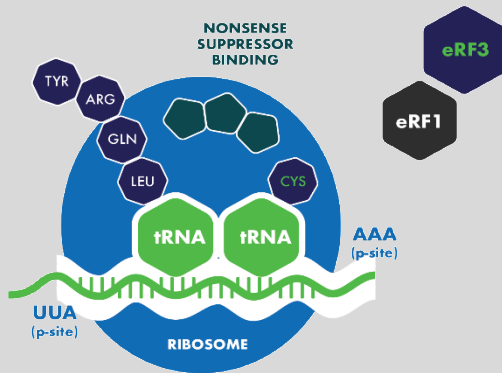 NONSENSE
SUPPRESSOR
BINDING
eRF3
TYR
ARG
eRF1
GLN
LEU
CYS
tRNA
tRNA
AAA
(p-site)
UUA
(p-site)
RIBOSOME